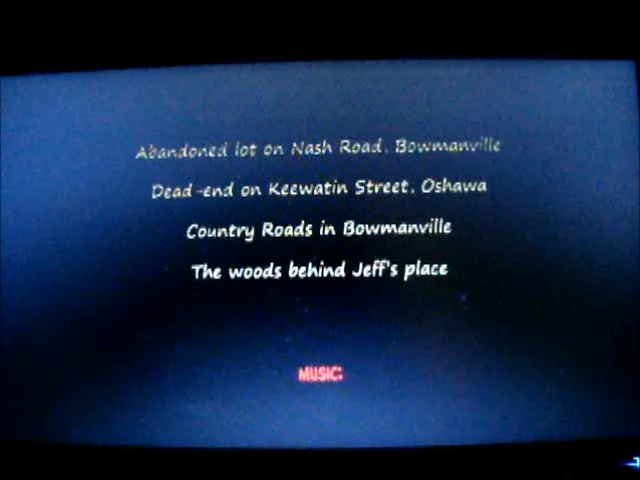 Abandoned lot on Nash Road, Bowmanville
Dead-end on Keewatin Street, Oshawa
Country Roads in Bowmanville
The woods behind Jeff's place
MUSIC: